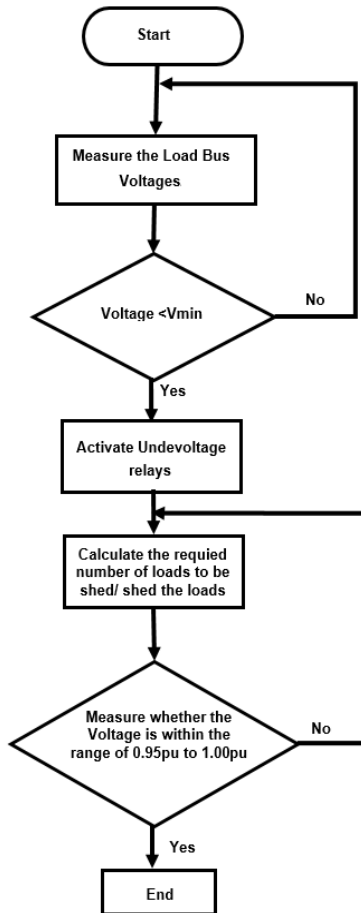 Start
Measure the Load Bus
Voltages
Voltage <Vmin
No
Yes
Activate Undevoltage
relays
Calculate the requied
number of loads to be
shed/ shed the loads
Measure whether the
Voltage is within the
range of 0.95pu to 1.00pu
No
Yes
End